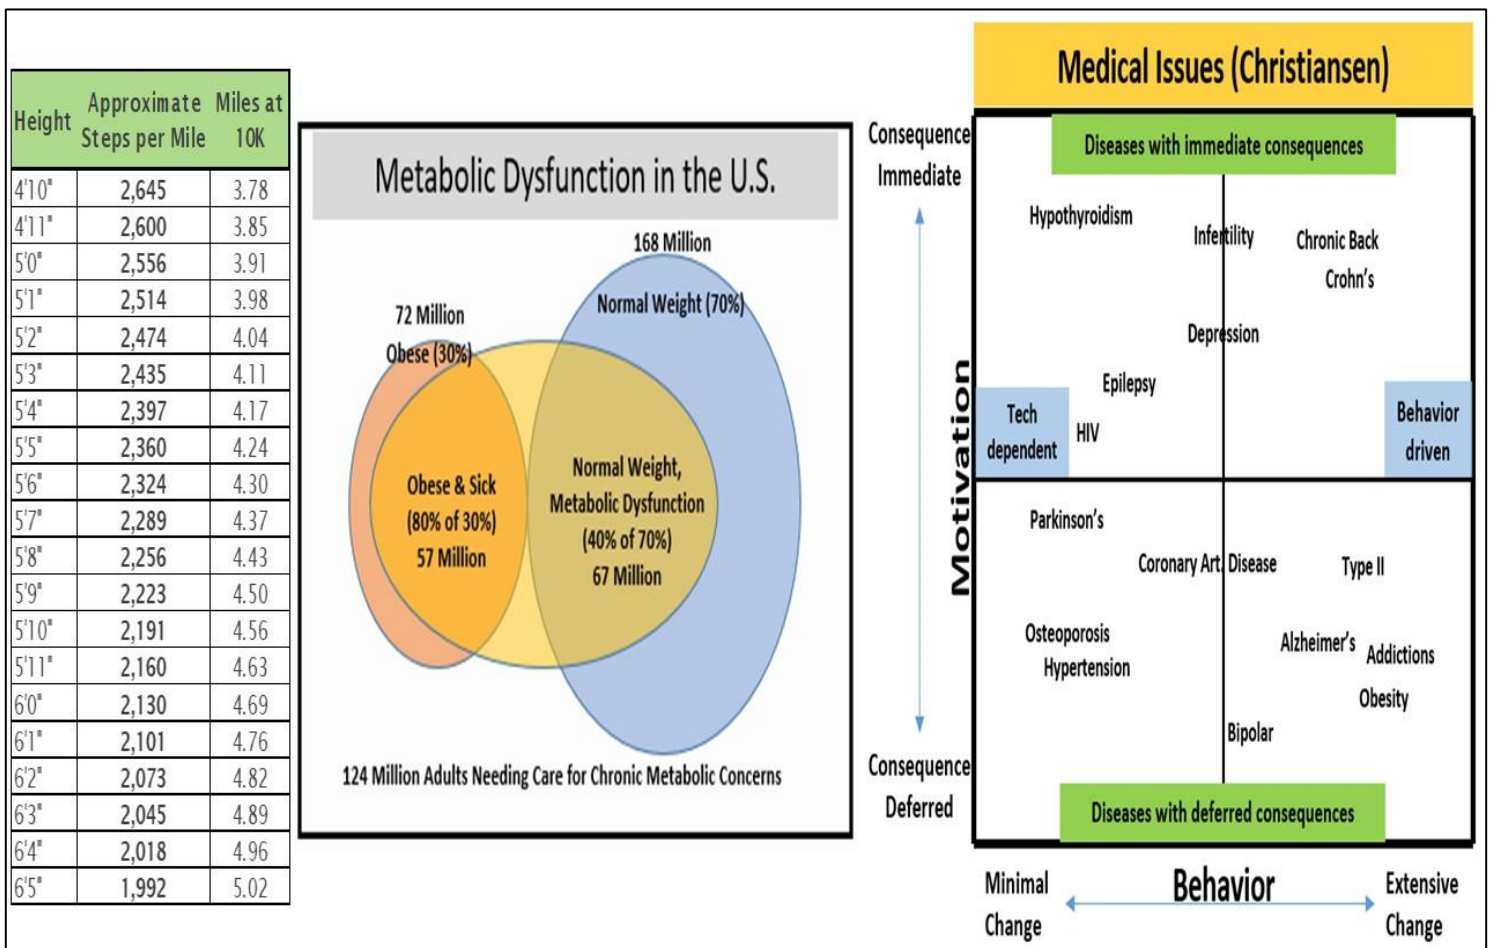 Height Approximate Steps per Mile Miles at 10K
4'10" 2,645 3.78
4'11" 2,600 3.85
5'0" 2,556 3.91
5'1" 2,514 3.98
5'2" 2,474 4.04
5'3" 2,435 4.11
5'4" 2,397 4.17
5'5" 2,360 4.24
5'6" 2,324 4.30
5'7" 2,289 4.37
5'8" 2,256 4.43
5'9" 2,223 4.50
5'10" 2,191 4.56
5'11" 2,160 4.63
6'0" 2,130 4.69
6'1" 2,101 4.76
6'2" 2,073 4.82
6'3" 2,045 4.89
6'4" 2,018 4.96
6'5" 1,992 5.02
Metabolic Dysfunction in the U.S.
168 Million
Normal Weight (70%)
72 Million
Obese (30%)
Obese & Sick
(80% of 30%)
57 Million
Normal Weight,
Metabolic Dysfunction
(40% of 70%)
67 Million
124 Million Adults Needing Care for Chronic Metabolic Concerns
Medical Issues (Christiansen)
Consequence
Immediate
Motivation
Consequence
Deferred
Diseases with immediate consequences
Hypothyroidism
Infertility
Chronic Back
Crohn's
Depression
Epilepsy
HIV
Tech
dependent
Behavior
driven
Parkinson's
Coronary Art. Disease
Type II
Osteoporosis
Hypertension
Alzheimer's
Addictions
Obesity
Bipolar
Diseases with deferred consequences
Minimal
Change
Behavior
Extensive
Change